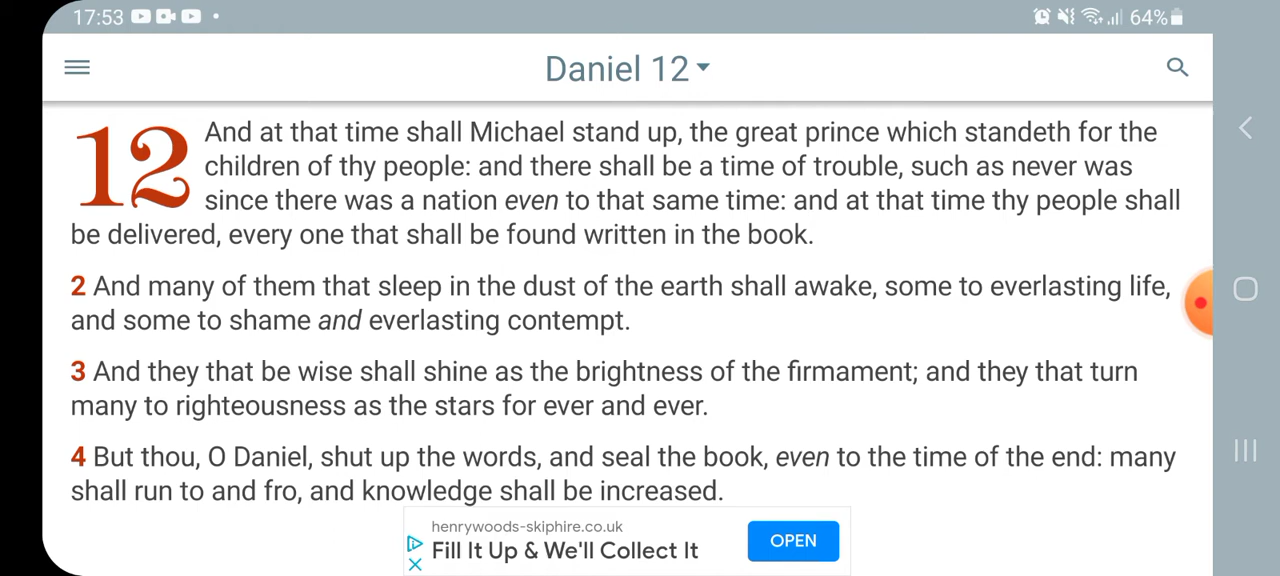 17:53
64%
Daniel 12
12 And at that time shall Michael stand up, the great prince which standeth for the
children of thy people: and there shall be a time of trouble, such as never was
since there was a nation even to that same time: and at that time thy people shall
be delivered, every one that shall be found written in the book.
2 And many of them that sleep in the dust of the earth shall awake, some to everlasting life,
and some to shame and everlasting contempt.
3 And they that be wise shall shine as the brightness of the firmament; and they that turn
many to righteousness as the stars for ever and ever.
4 But thou, O Daniel, shut up the words, and seal the book, even to the time of the end: many
shall run to and fro, and knowledge shall be increased.
henrywoods-skiphire.co.uk
Fill It Up & We'll Collect It
OPEN